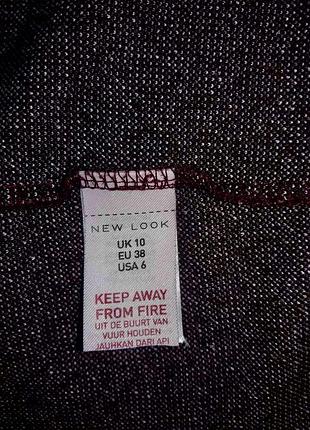 NEW LOOK
UK 10
EU 38
USA 6
KEEP AWAY
FROM FIRE
UIT DE BUURT VAN
VUUR HOUDEN
JAUHKAN DARI API